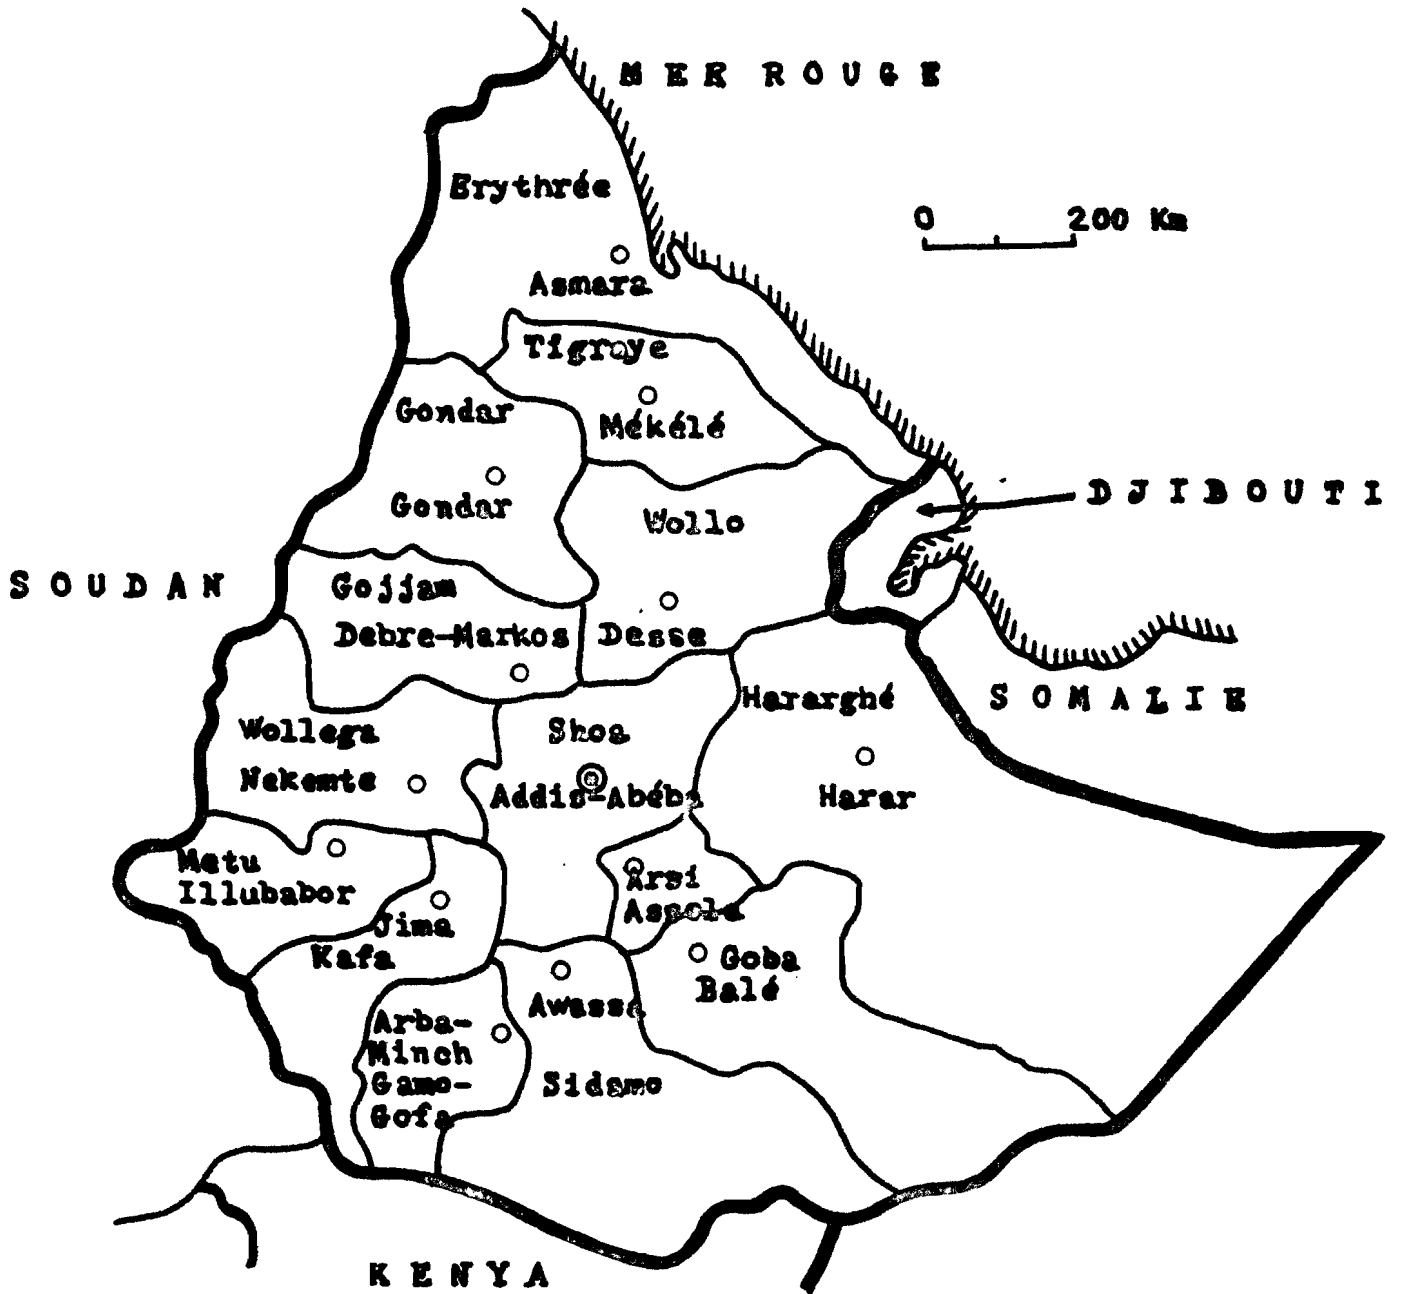 MER ROUGE
Erythrée
0 200 Km
Asmara
Tigraye
Gondar
Mékélé
Gondar
DJIBOUTI
Wollo
SOUDAN
Gojjam
Debre-Markos
Desse
Hararghé
SOMALIE
Wollega
Shoa
Nekemte
Addis-Abéba
Harar
Metu
Illubabor
Arsi
Assela
Jima
Kafa
Goba
Balé
Awassa
Arba-
Minch
Gamo-
Gofa
Sidamo
KENYA